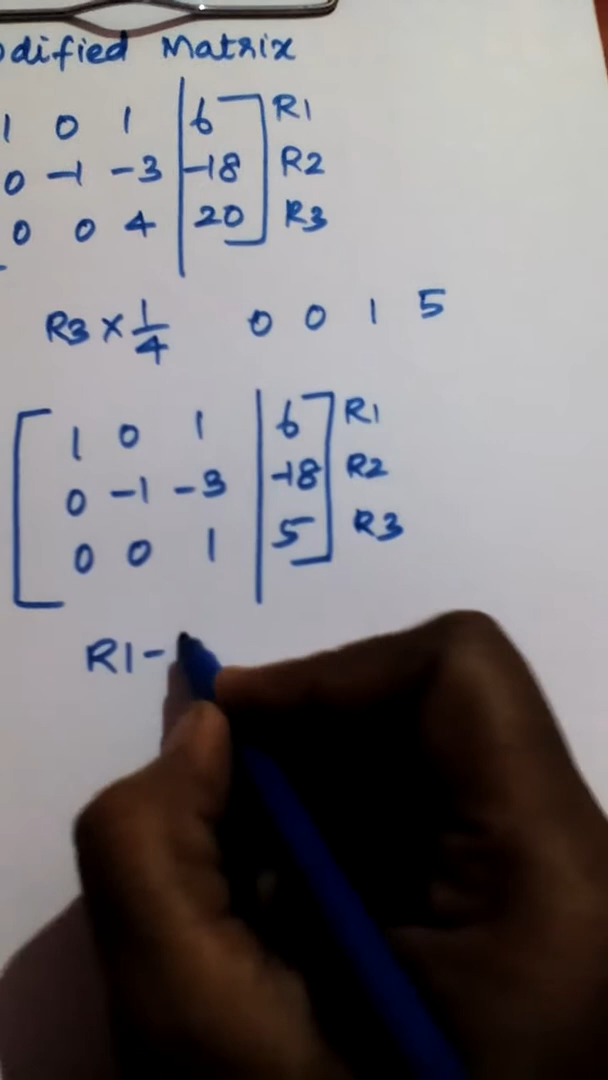 odified Matrix
1 0 1 | 6 ] R1
0 -1 -3 | -18 R2
0 0 4 | 20 R3
R3 × 1/4 0 0 1 5
[ 1 0 1 | 6 ] R1
0 -1 -3 | -18 R2
0 0 1 | 5 R3
R1 -